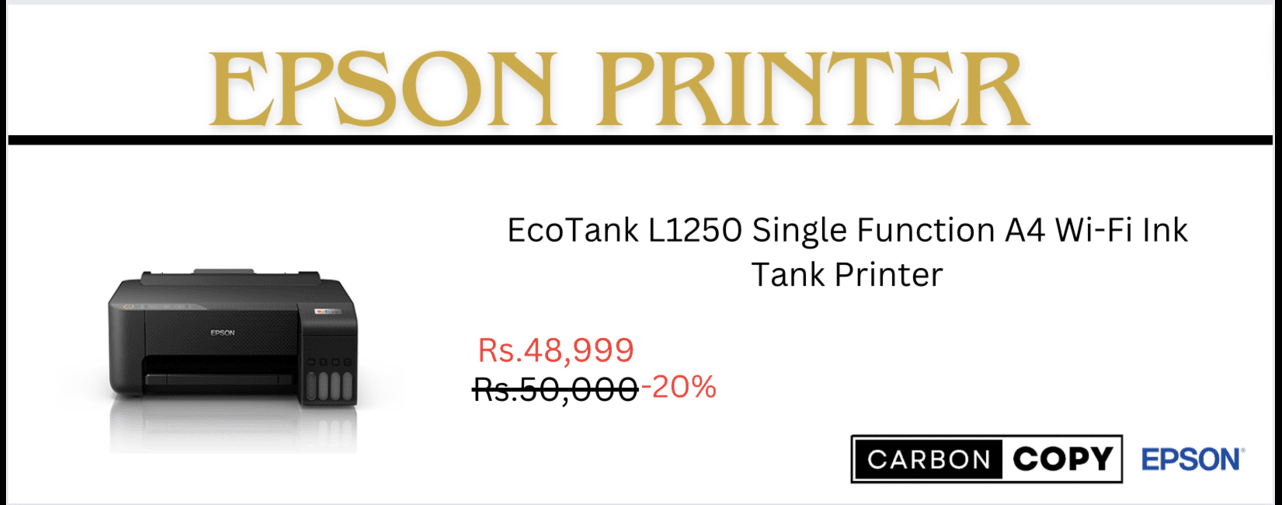 EPSON PRINTER
EcoTank L1250 Single Function A4 Wi-Fi Ink
Tank Printer
EPSON
Rs.48,999
Rs.50,000 -20%
CARBON COPY EPSON